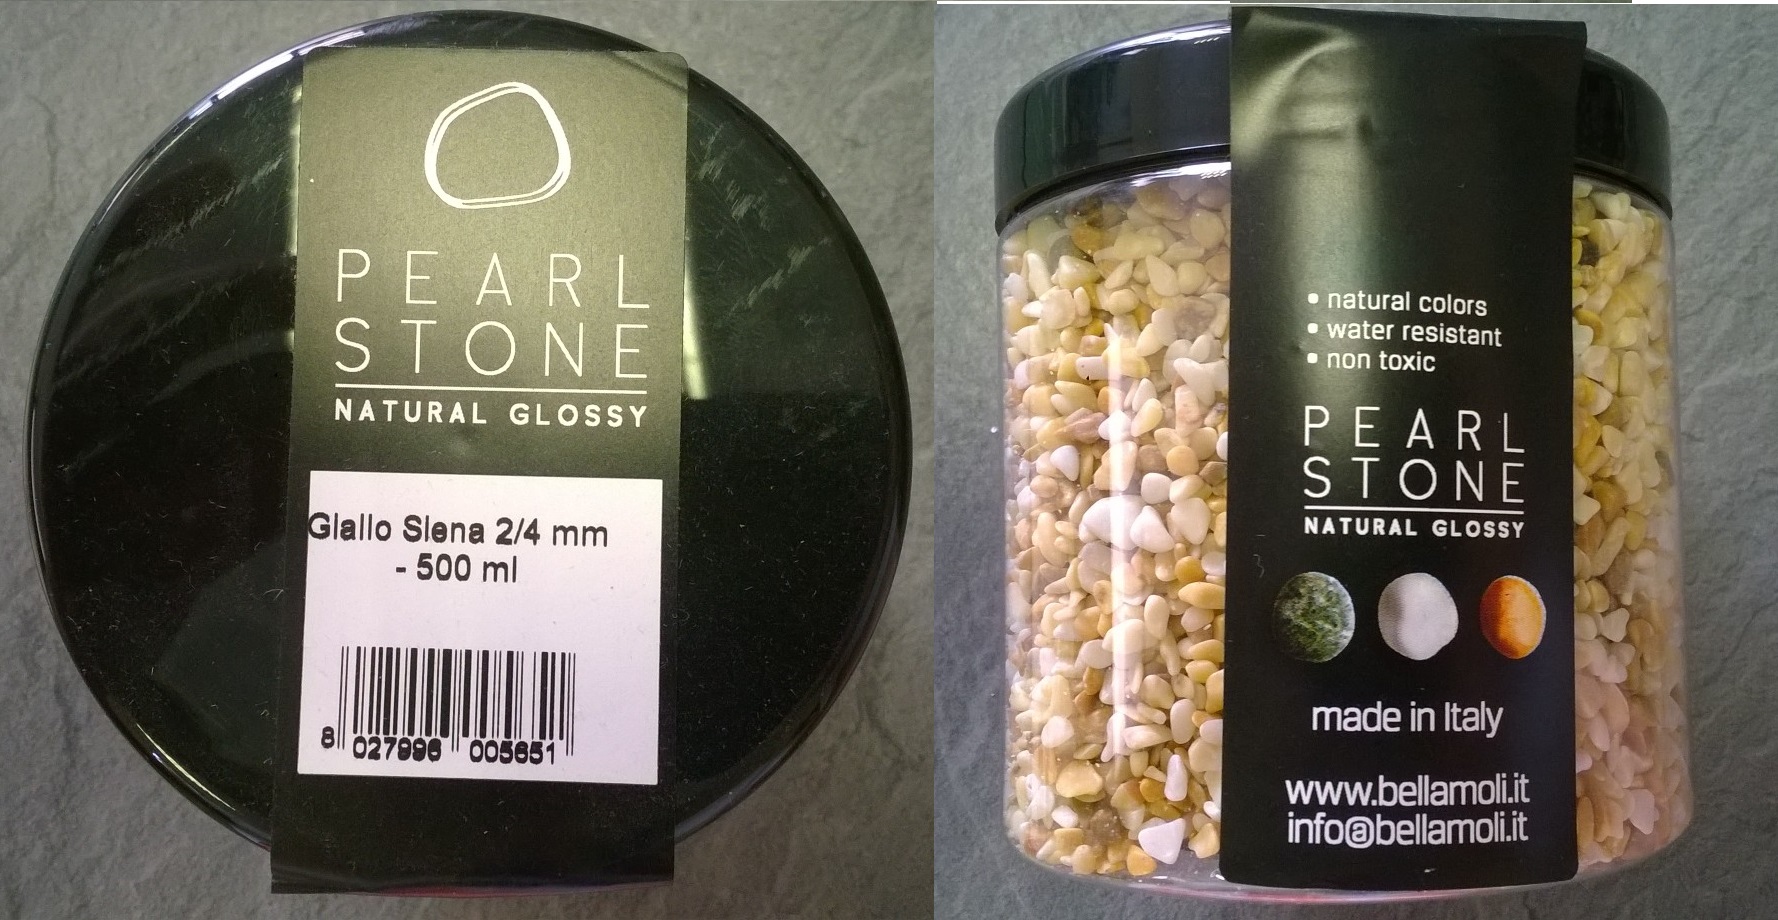 PEARL
STONE
NATURAL GLOSSY
Giallo Siena 2/4 mm
- 500 ml
8 027996 005651
• natural colors
• water resistant
• non toxic
PEARL
STONE
NATURAL GLOSSY
made in Italy
www.bellamoli.it
info@bellamoli.it